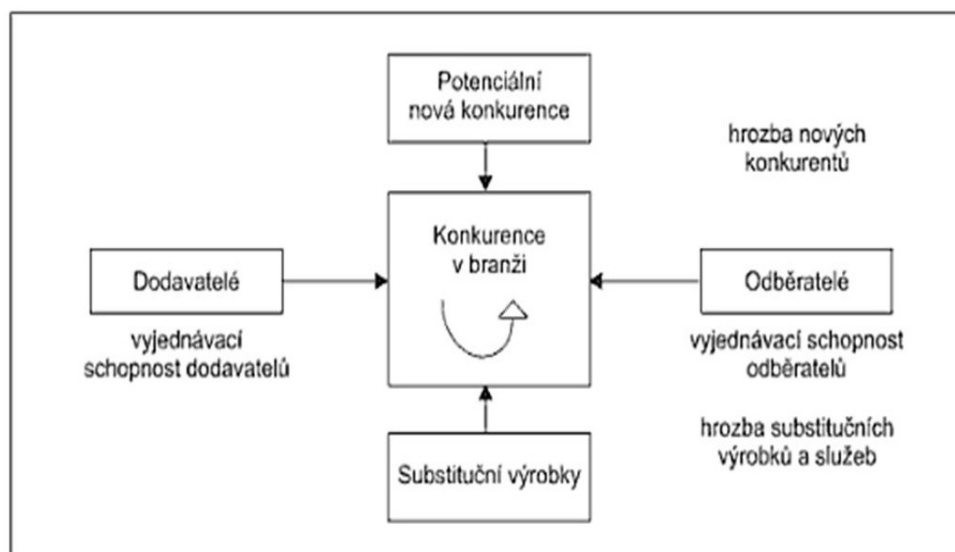 Potenciální
nová konkurence
hrozba nových
konkurentů
Konkurence
v branži
Dodavatelé
Odběratelé
vyjednávací
schopnost dodavatelů
vyjednávací schopnost
odběratelů
hrozba substitučních
výrobků a služeb
Substituční výrobky